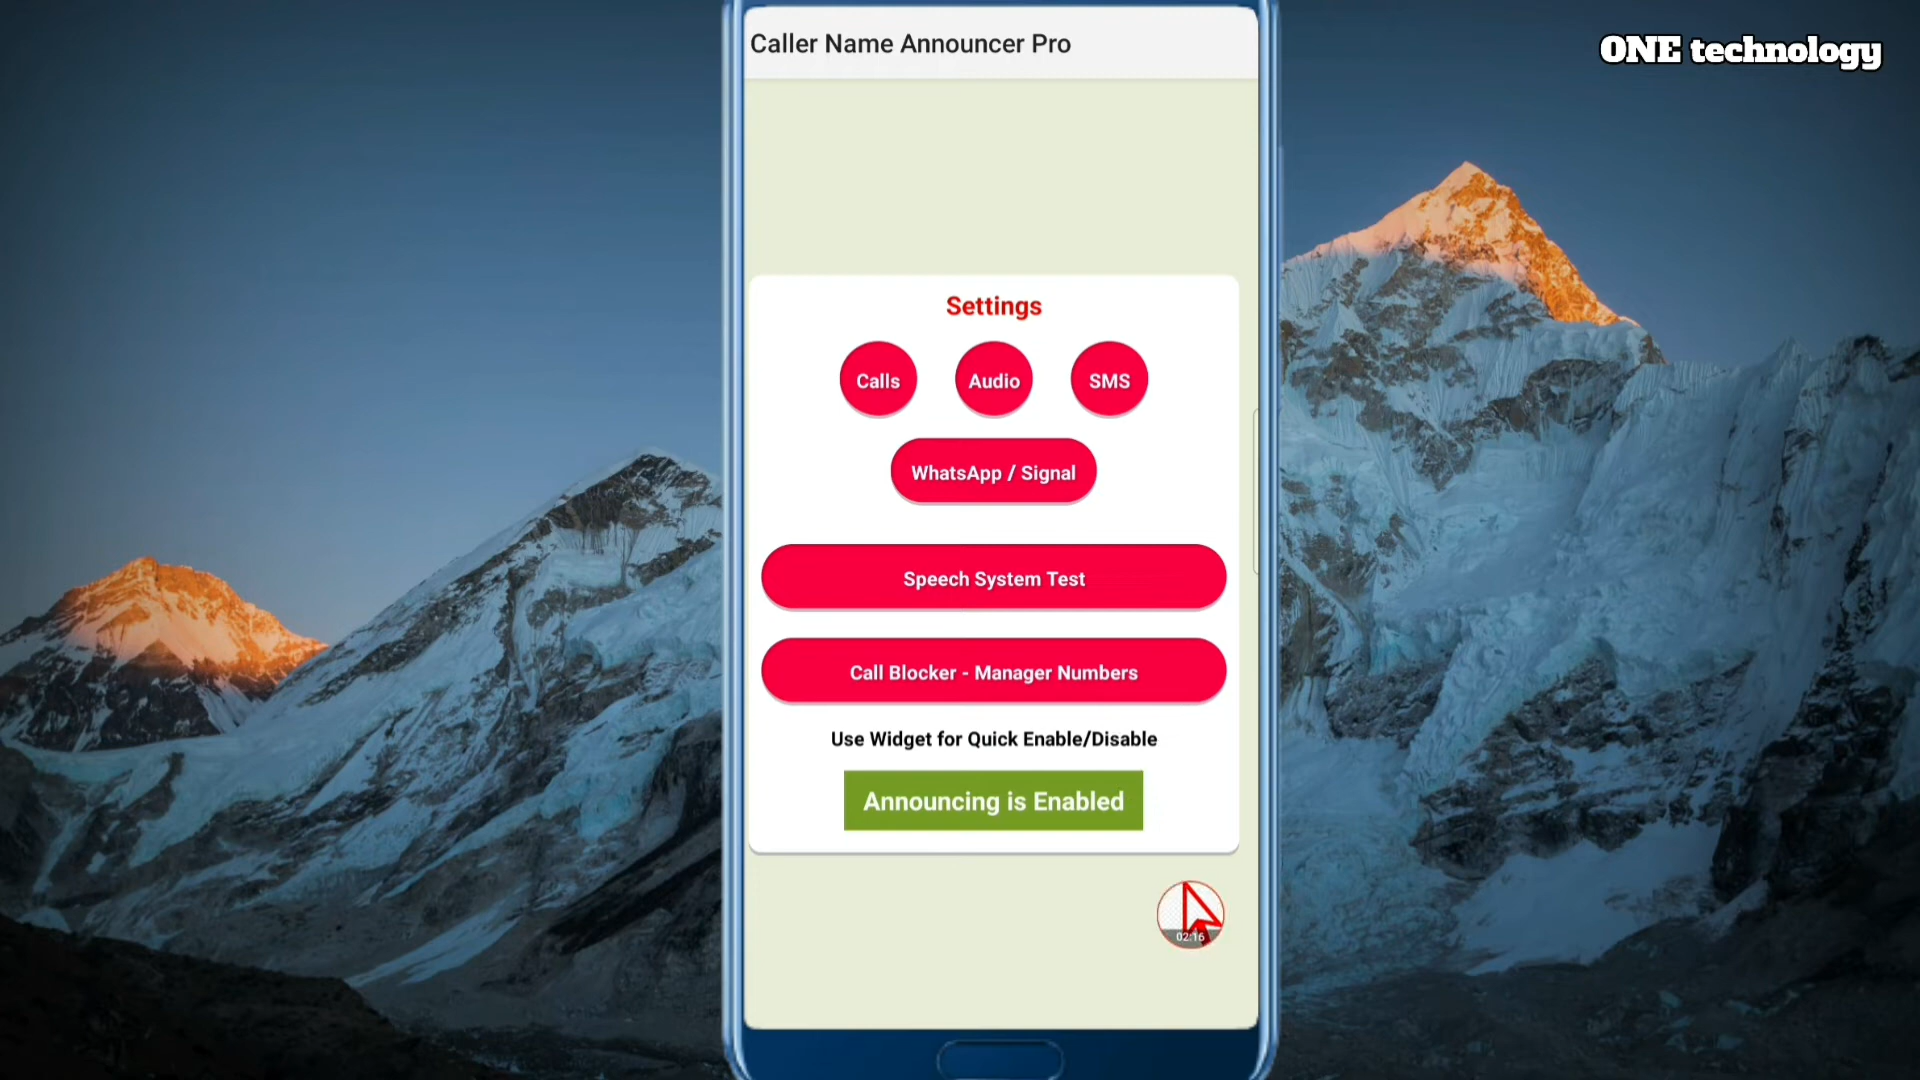 Caller Name Announcer Pro
ONE technology
Settings
Calls Audio SMS
WhatsApp / Signal
Speech System Test
Call Blocker - Manager Numbers
Use Widget for Quick Enable/Disable
Announcing is Enabled
02:16